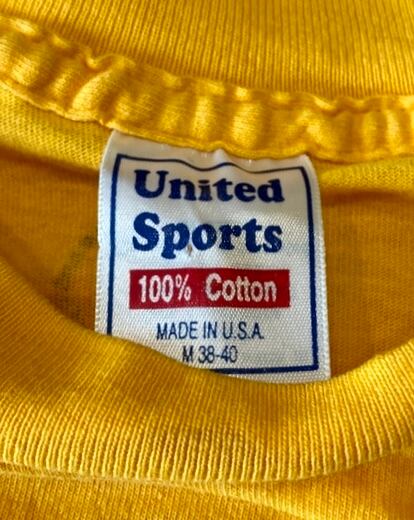 United
Sports
100% Cotton
MADE IN U.S.A.
M 38-40